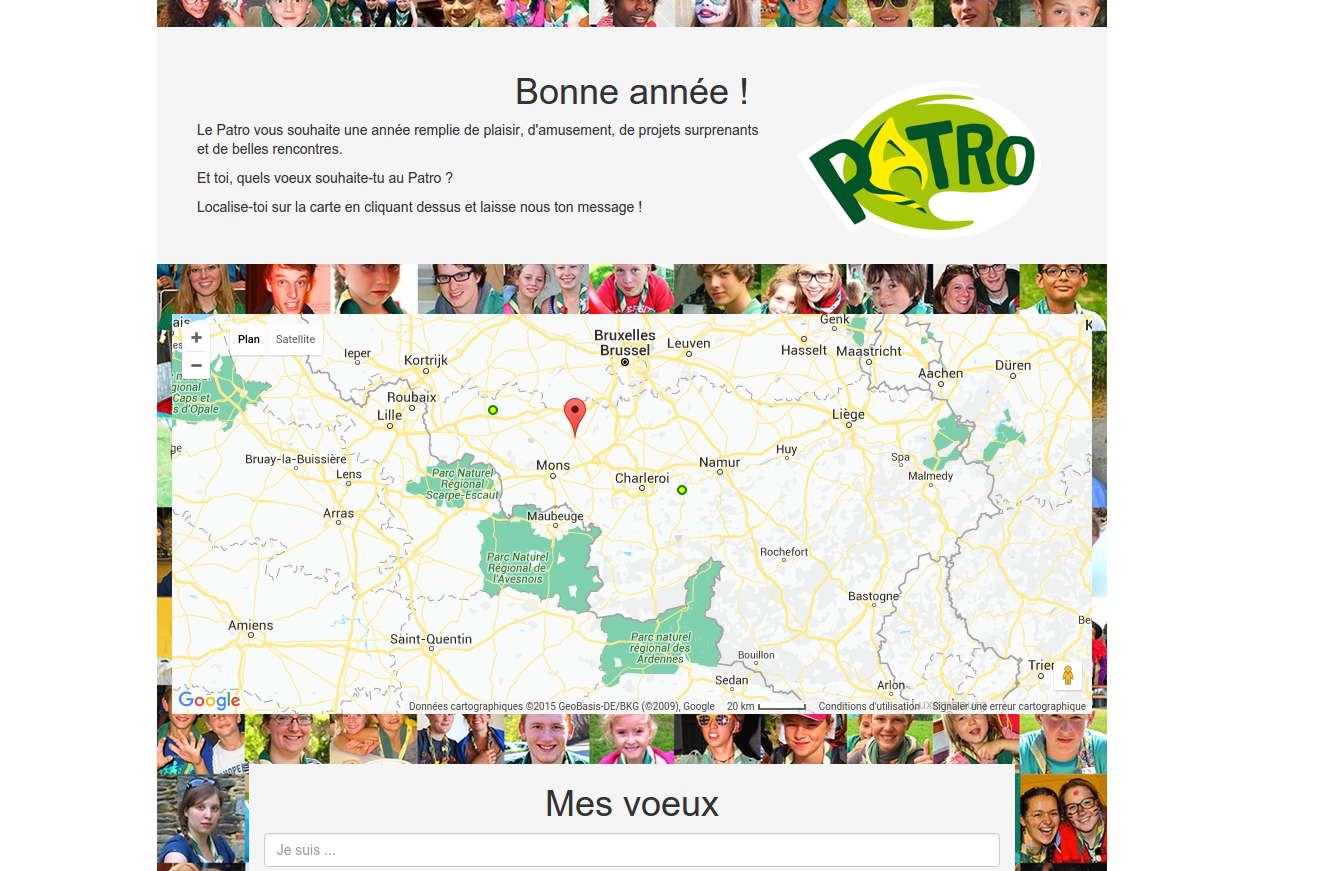 Bonne année !
Le Patro vous souhaite une année remplie de plaisir, d'amusement, de projets surprenants
et de belles rencontres.
Et toi, quels voeux souhaite-tu au Patro ?
Localise-toi sur la carte en cliquant dessus et laisse nous ton message !
PATRO
Plan
Satellite
Ieper
Kortrijk
Bruxelles
Brussel
Leuven
Genk
Hasselt
Maastricht
Aachen
Düren
Roubaix
Lille
Caps et
s d'Opale
Liège
Bruay-la-Buissière
Lens
Mons
Charleroi
Namur
Huy
Spa
Malmedy
Parc Naturel
Régional
Scarpe-Escaut
Arras
Maubeuge
Parc Naturel
Régional de
l'Avesnois
Rochefort
Bastogne
Amiens
Saint-Quentin
Parc naturel
régional des
Ardennes
Bouillon
Sedan
Arlon
Trier
Google
Données cartographiques ©2015 GeoBasis-DE/BKG (©2009), Google
20 km
Conditions d'utilisation
Signaler une erreur cartographique
Mes voeux
Je suis ...